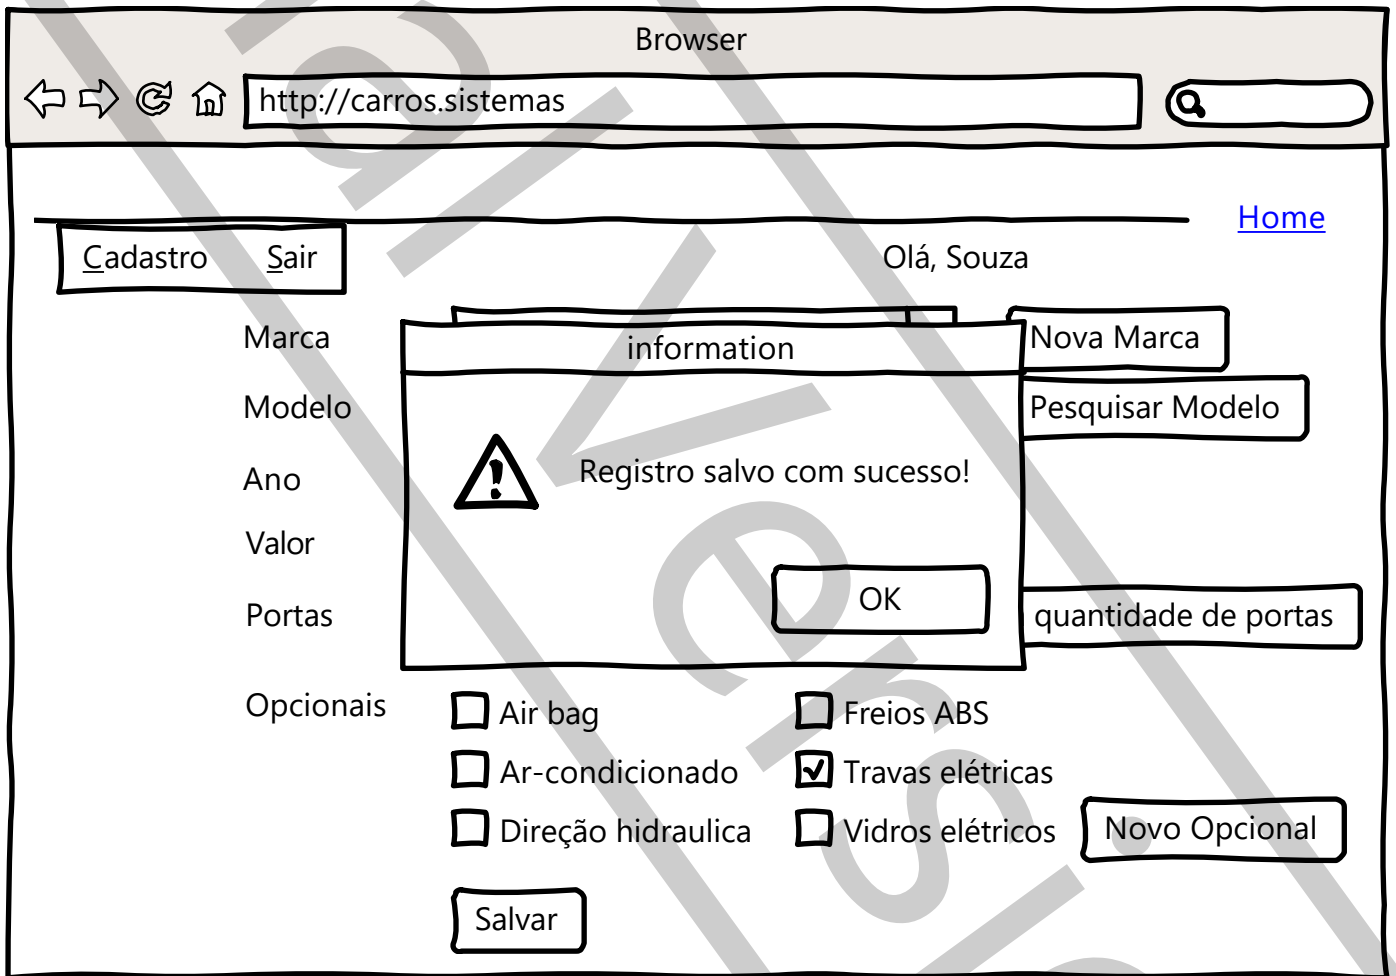 Browser
http://carros.sistemas
Home
Cadastro Sair Olá, Souza
Marca Nova Marca
information
Modelo Pesquisar Modelo
Ano Registro salvo com sucesso!
Valor
Portas OK quantidade de portas
Opcionais Air bag Freios ABS
Ar-condicionado Travas elétricas
Direção hidraulica Vidros elétricos Novo Opcional
Salvar